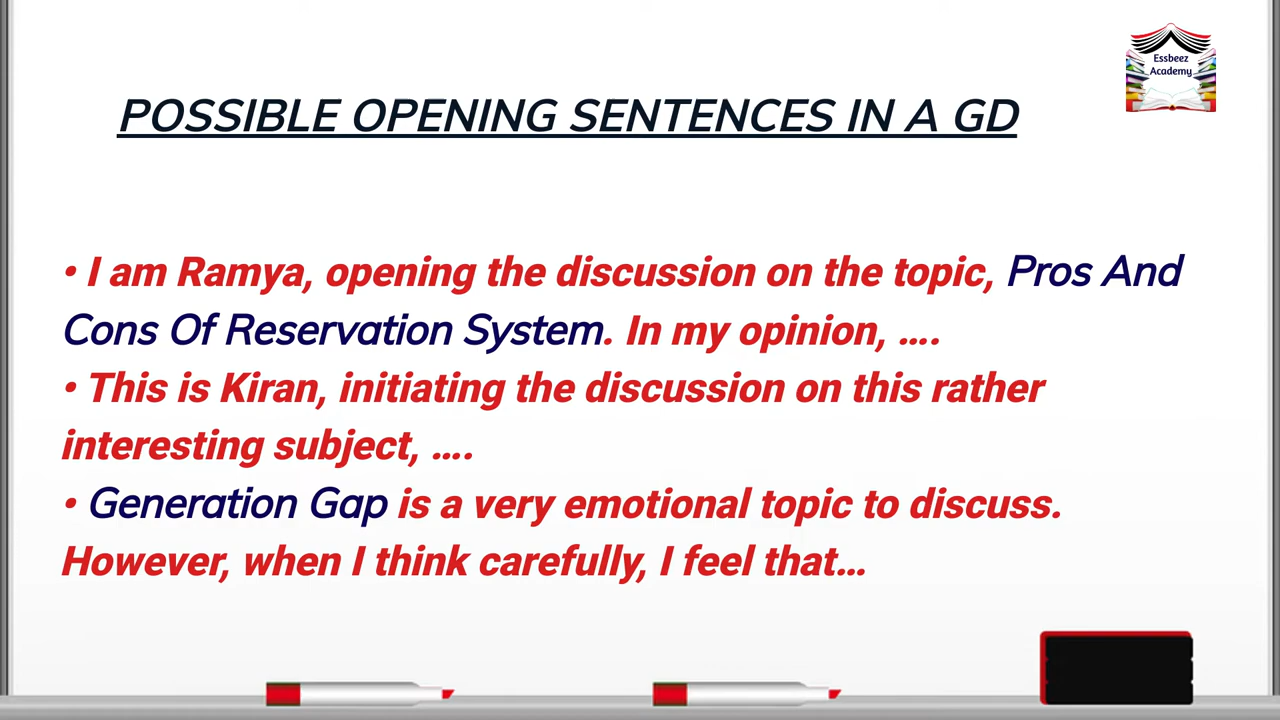 Essbeez
Academy
POSSIBLE OPENING SENTENCES IN A GD
• I am Ramya, opening the discussion on the topic, Pros And
Cons Of Reservation System. In my opinion, ....
• This is Kiran, initiating the discussion on this rather
interesting subject, ....
• Generation Gap is a very emotional topic to discuss.
However, when I think carefully, I feel that...